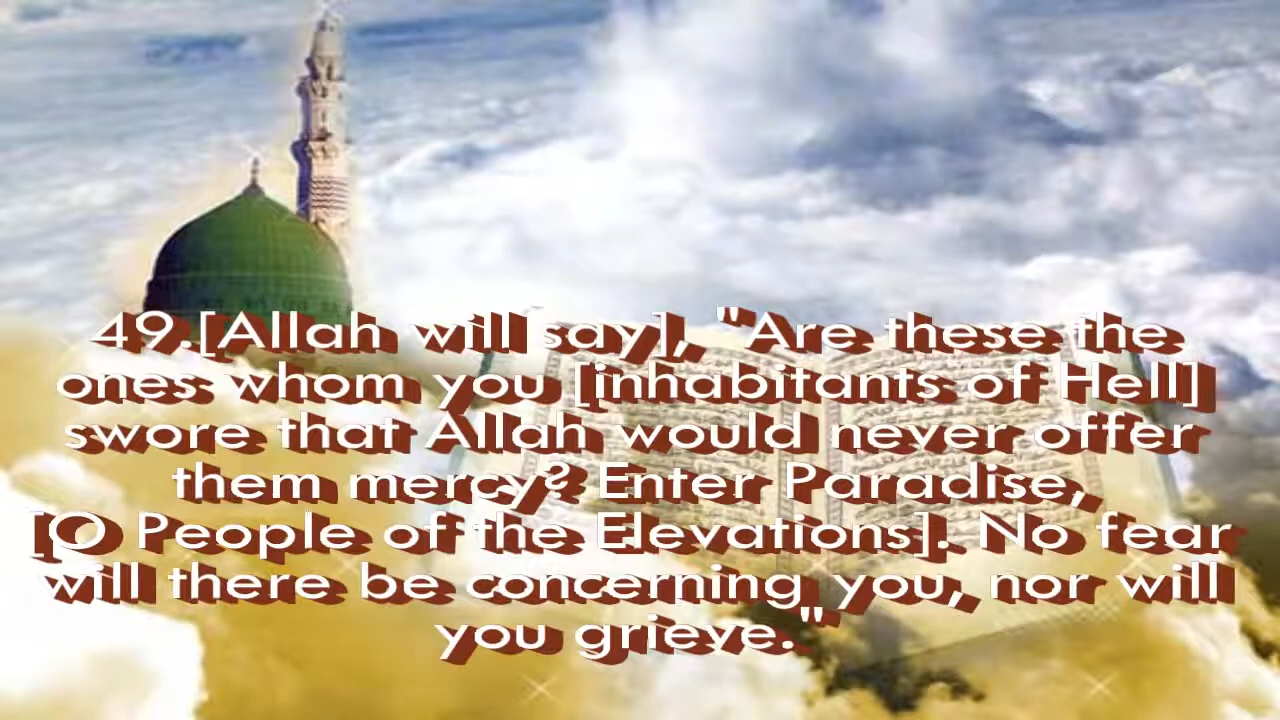 49.[Allah will say], "Are these the
ones whom you [inhabitants of Hell]
swore that Allah would never offer
them mercy? Enter Paradise,
[O People of the Elevations]. No fear
will there be concerning you, nor will
you grieve."